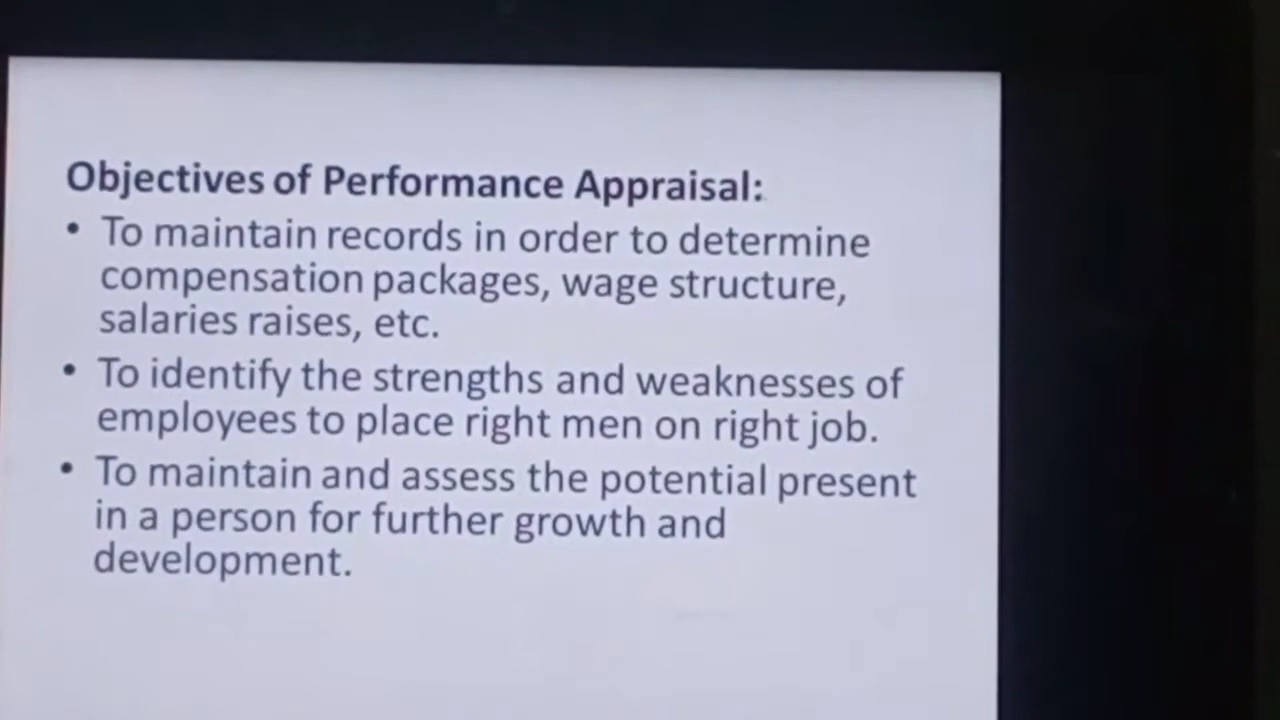 Objectives of Performance Appraisal:
• To maintain records in order to determine
compensation packages, wage structure,
salaries raises, etc.
• To identify the strengths and weaknesses of
employees to place right men on right job.
• To maintain and assess the potential present
in a person for further growth and
development.